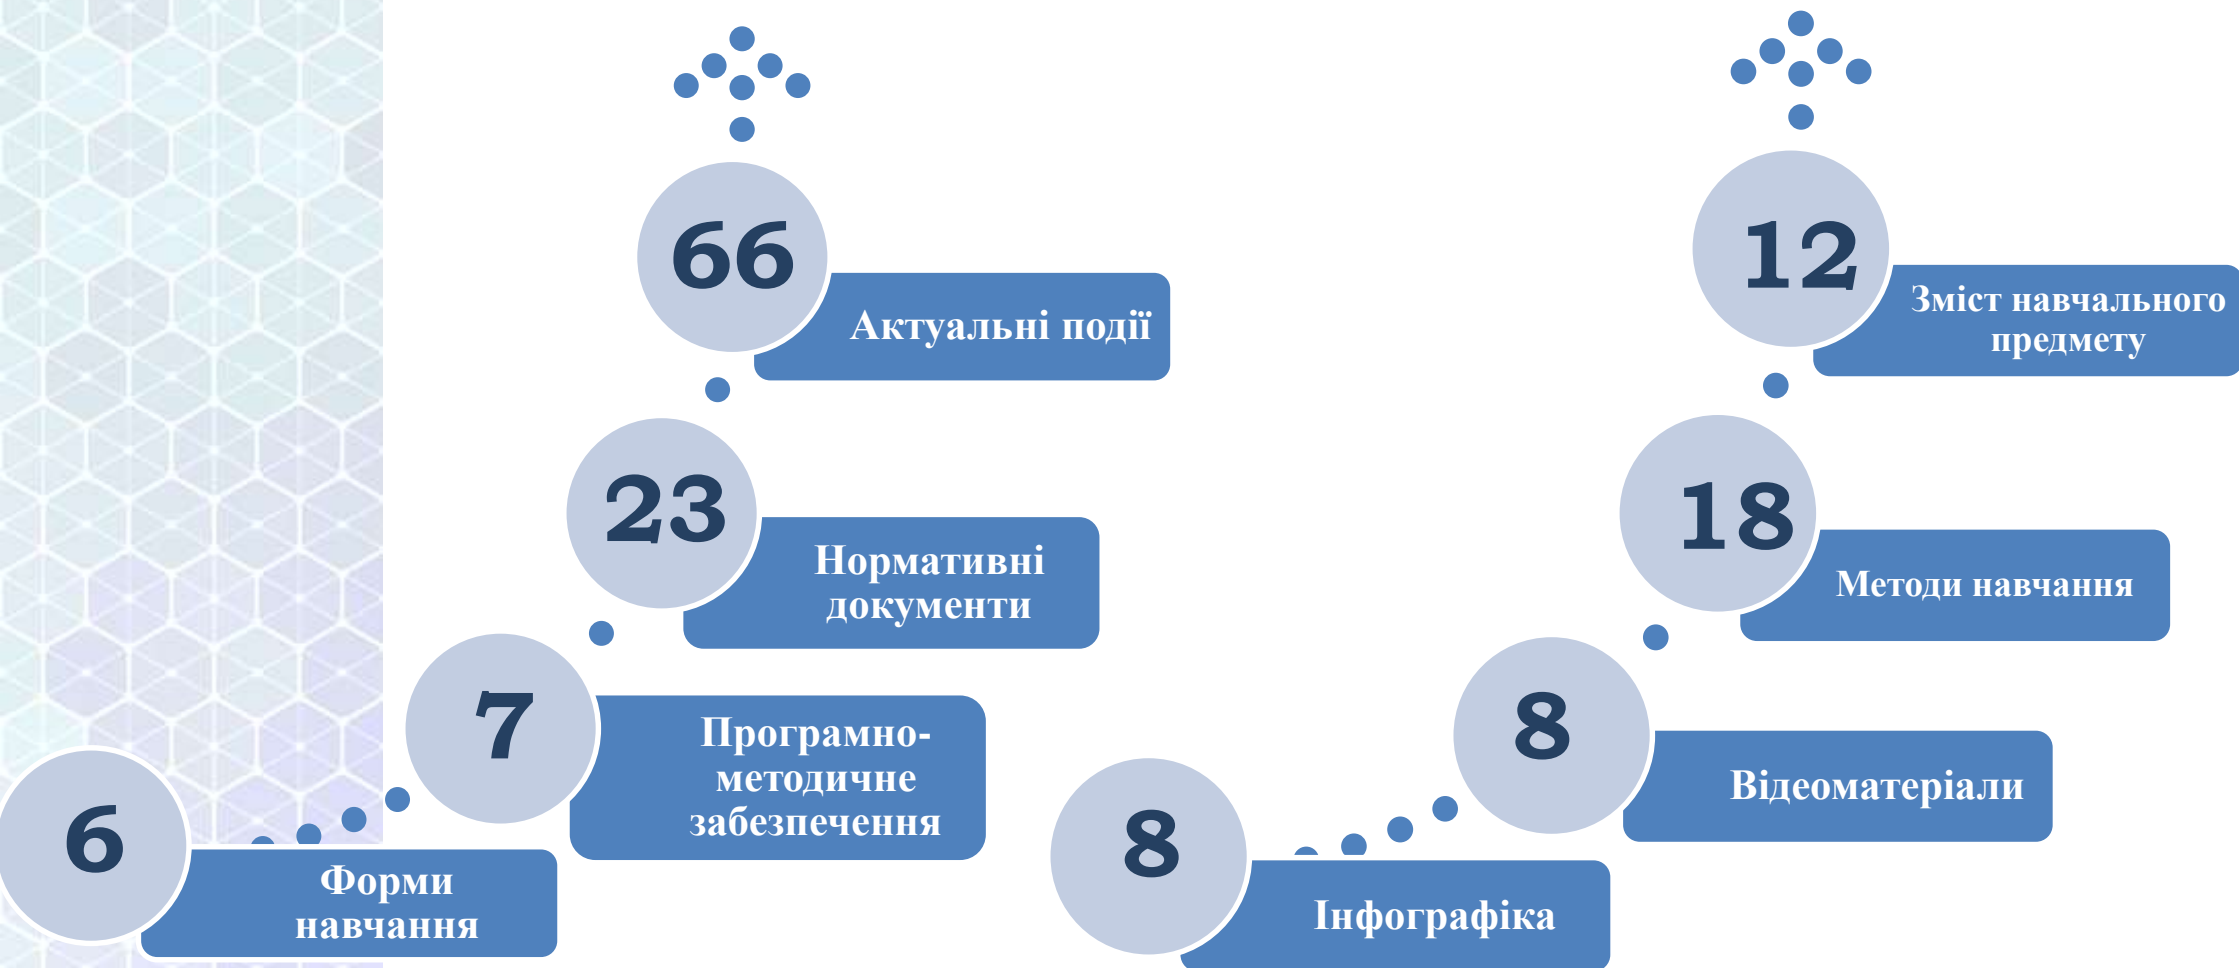 66
Актуальні події
23
Нормативні
документи
7
Програмно-
методичне
забезпечення
6
Форми
навчання
12
Зміст навчального
предмету
18
Методи навчання
8
Відеоматеріали
8
Інфографіка